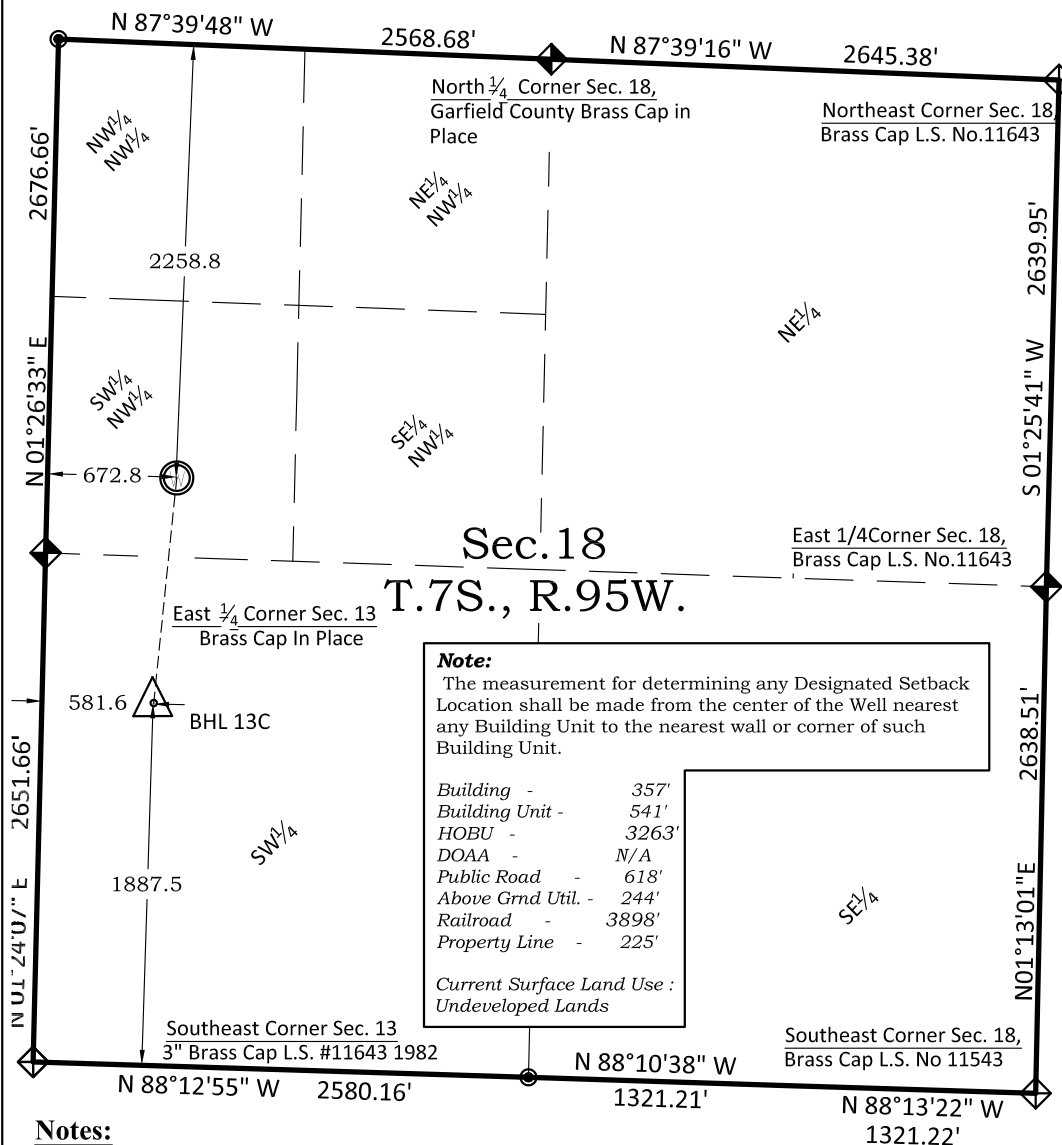 N 87°39'48" W
2568.68'
N 87°39'16" W
2645.38'
North 1/4 Corner Sec. 18,
Garfield County Brass Cap in
Place
Northeast Corner Sec. 18,
Brass Cap L.S. No.11643
NW1/4
NW1/4
2676.66'
NE1/4
NW1/4
2639.95'
2258.8
NE1/4
N 01°26'33" E
SW1/4
NW1/4
SE1/4
NW1/4
S 01°25'41" W
672.8
W
Sec.18
T.7S., R.95W.
East 1/4Corner Sec. 18,
Brass Cap L.S. No.11643
East 1/4 Corner Sec. 13
Brass Cap In Place
581.6
BHL 13C
Note:
The measurement for determining any Designated Setback
Location shall be made from the center of the Well nearest
any Building Unit to the nearest wall or corner of such
Building Unit.
Building - 357'
Building Unit - 541'
HOBU - 3263'
DOAA - N/A
Public Road - 618'
Above Grnd Util. - 244'
Railroad - 3898'
Property Line - 225'
Current Surface Land Use :
Undeveloped Lands
2651.66'
2638.51'
SW1/4
1887.5
SE1/4
N 01°24'07" E
N01°13'01"E
Southeast Corner Sec. 13
3" Brass Cap L.S. #11643 1982
Southeast Corner Sec. 18,
Brass Cap L.S. No 11543
N 88°12'55" W
2580.16'
N 88°10'38" W
1321.21'
N 88°13'22" W
1321.22'
Notes: